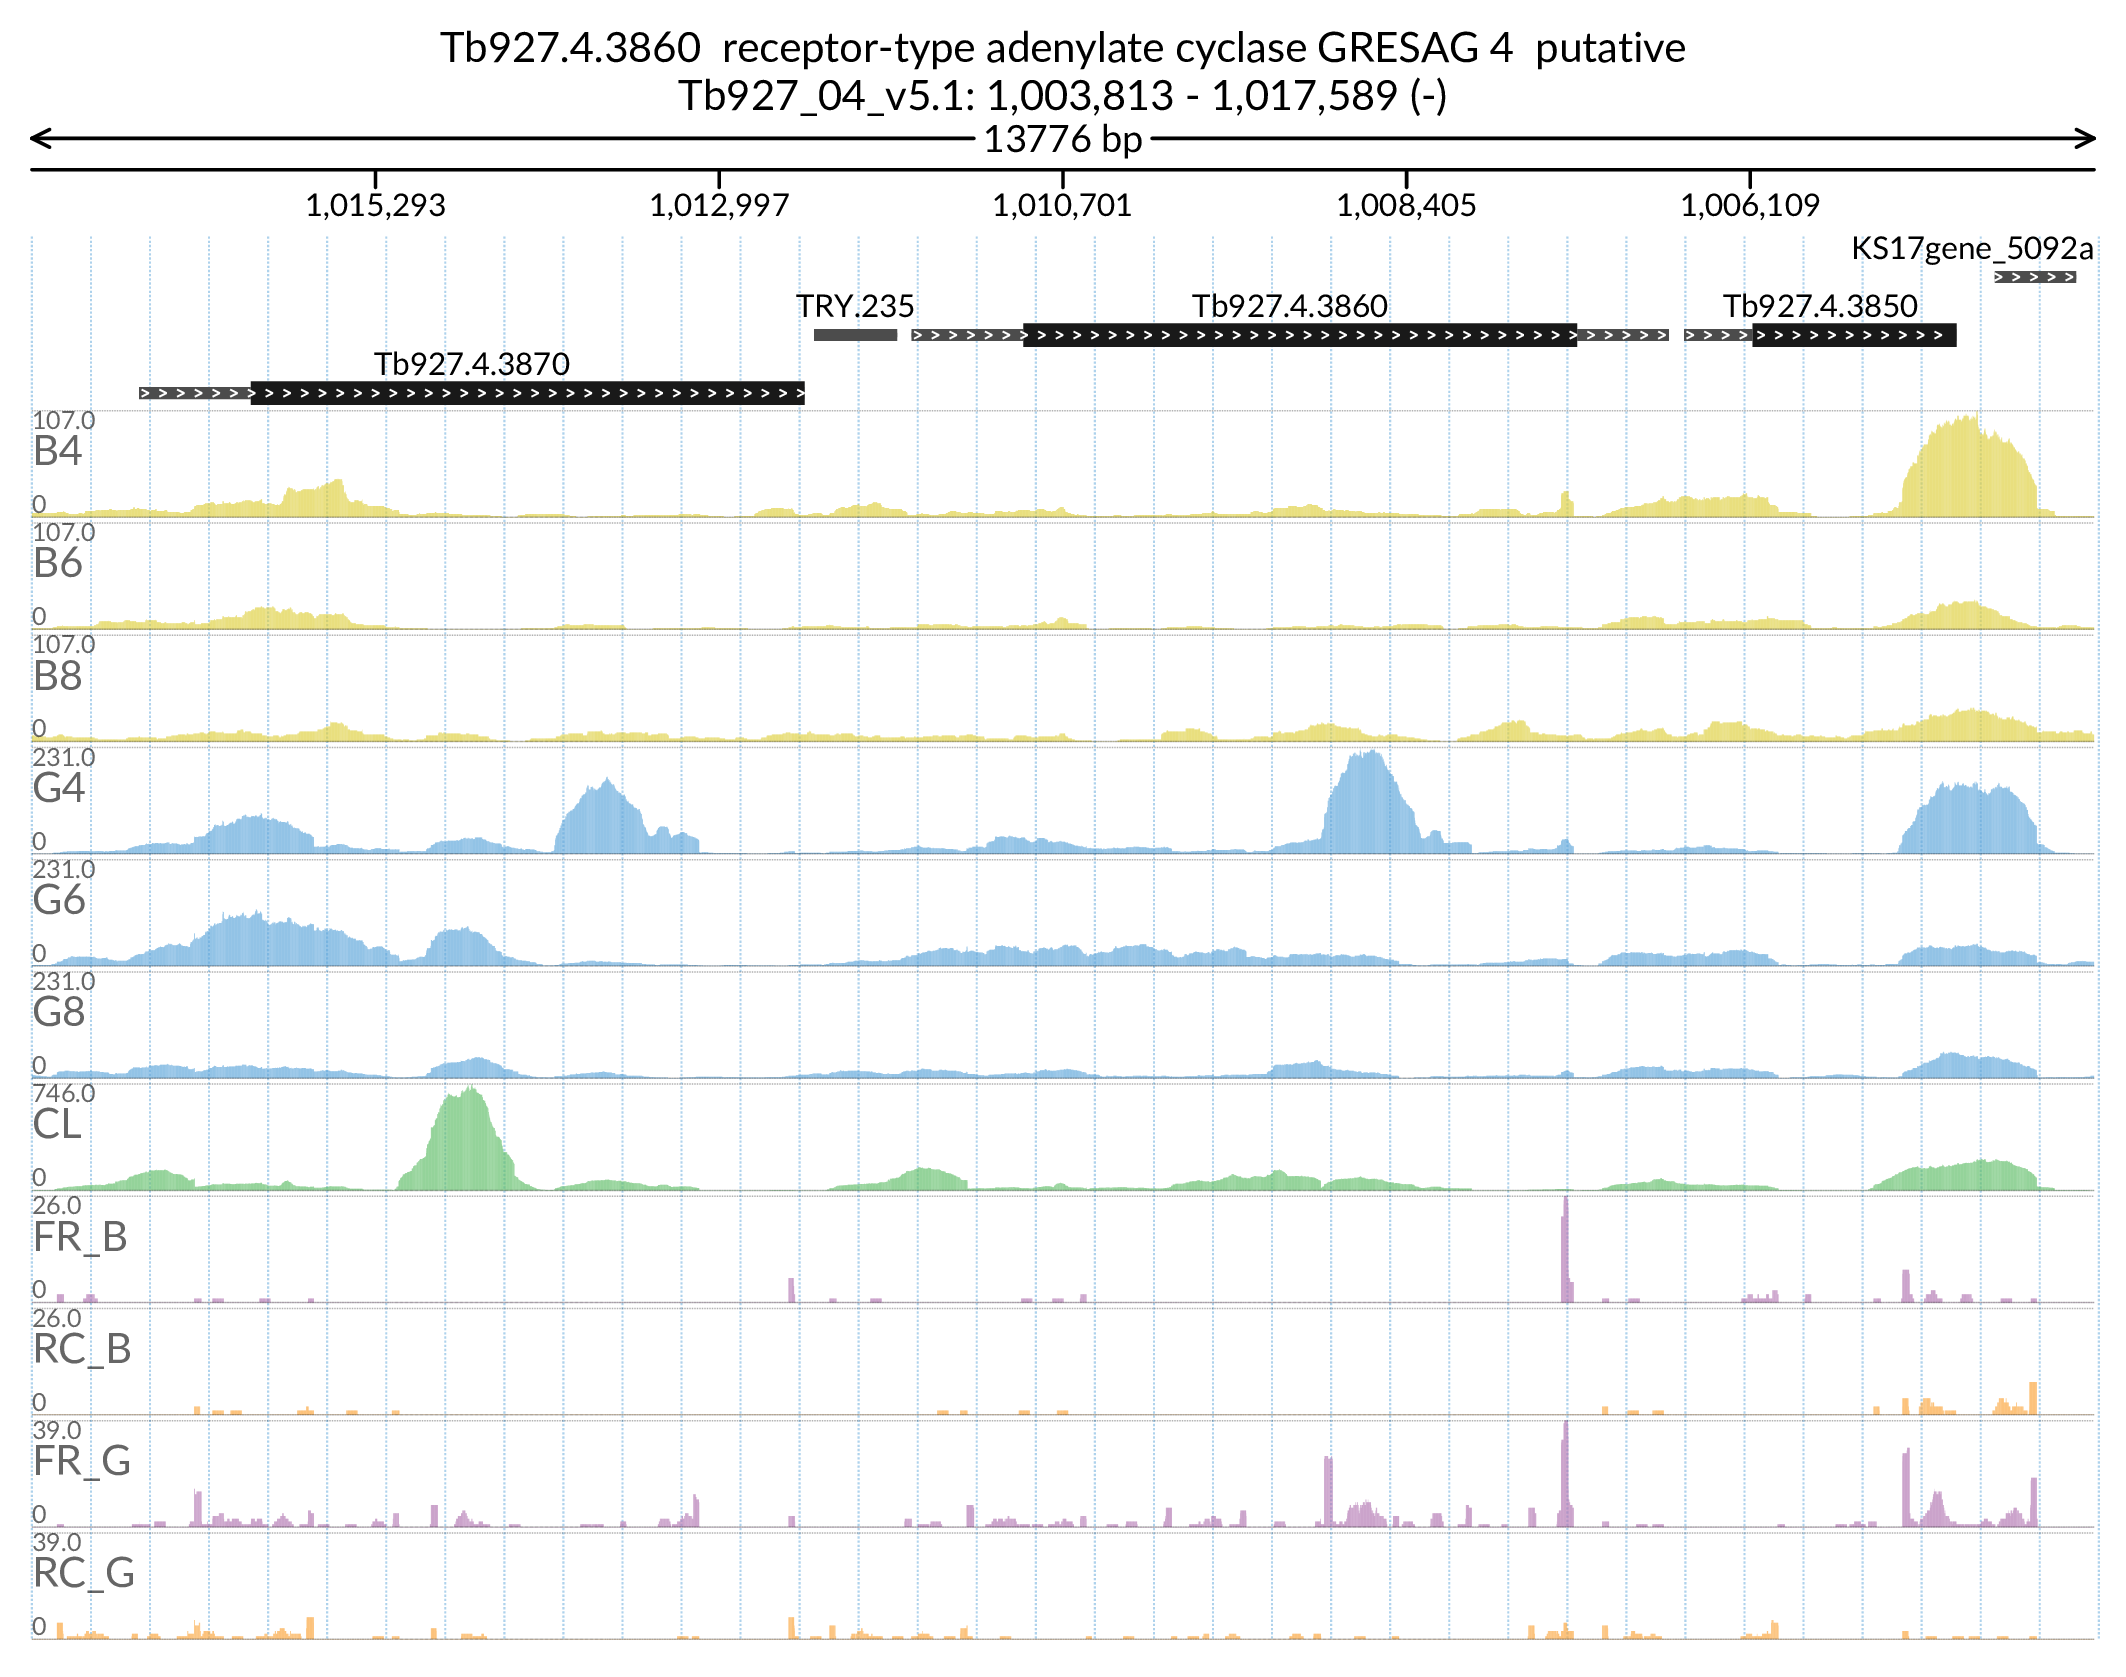 Tb927.4.3860  receptor-type adenylate cyclase GRESAG 4  putative
Tb927_04_v5.1: 1,003,813 - 1,017,589 (-)
13776 bp
1,015,293 1,012,997 1,010,701 1,008,405 1,006,109
KS17gene_5092a
TRY.235 Tb927.4.3860 Tb927.4.3850
Tb927.4.3870
107.0
B4
0
107.0
B6
0
107.0
B8
0
231.0
G4
0
231.0
G6
0
231.0
G8
0
746.0
CL
0
26.0
FR_B
0
26.0
RC_B
0
39.0
FR_G
0
39.0
RC_G
0